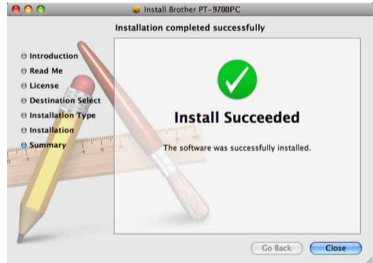 Install Brother PT-9700PC
Installation completed successfully
Introduction
Read Me
License
Destination Select
Installation Type
Installation
Summary
Install Succeeded
The software was successfully installed.
Go Back
Close